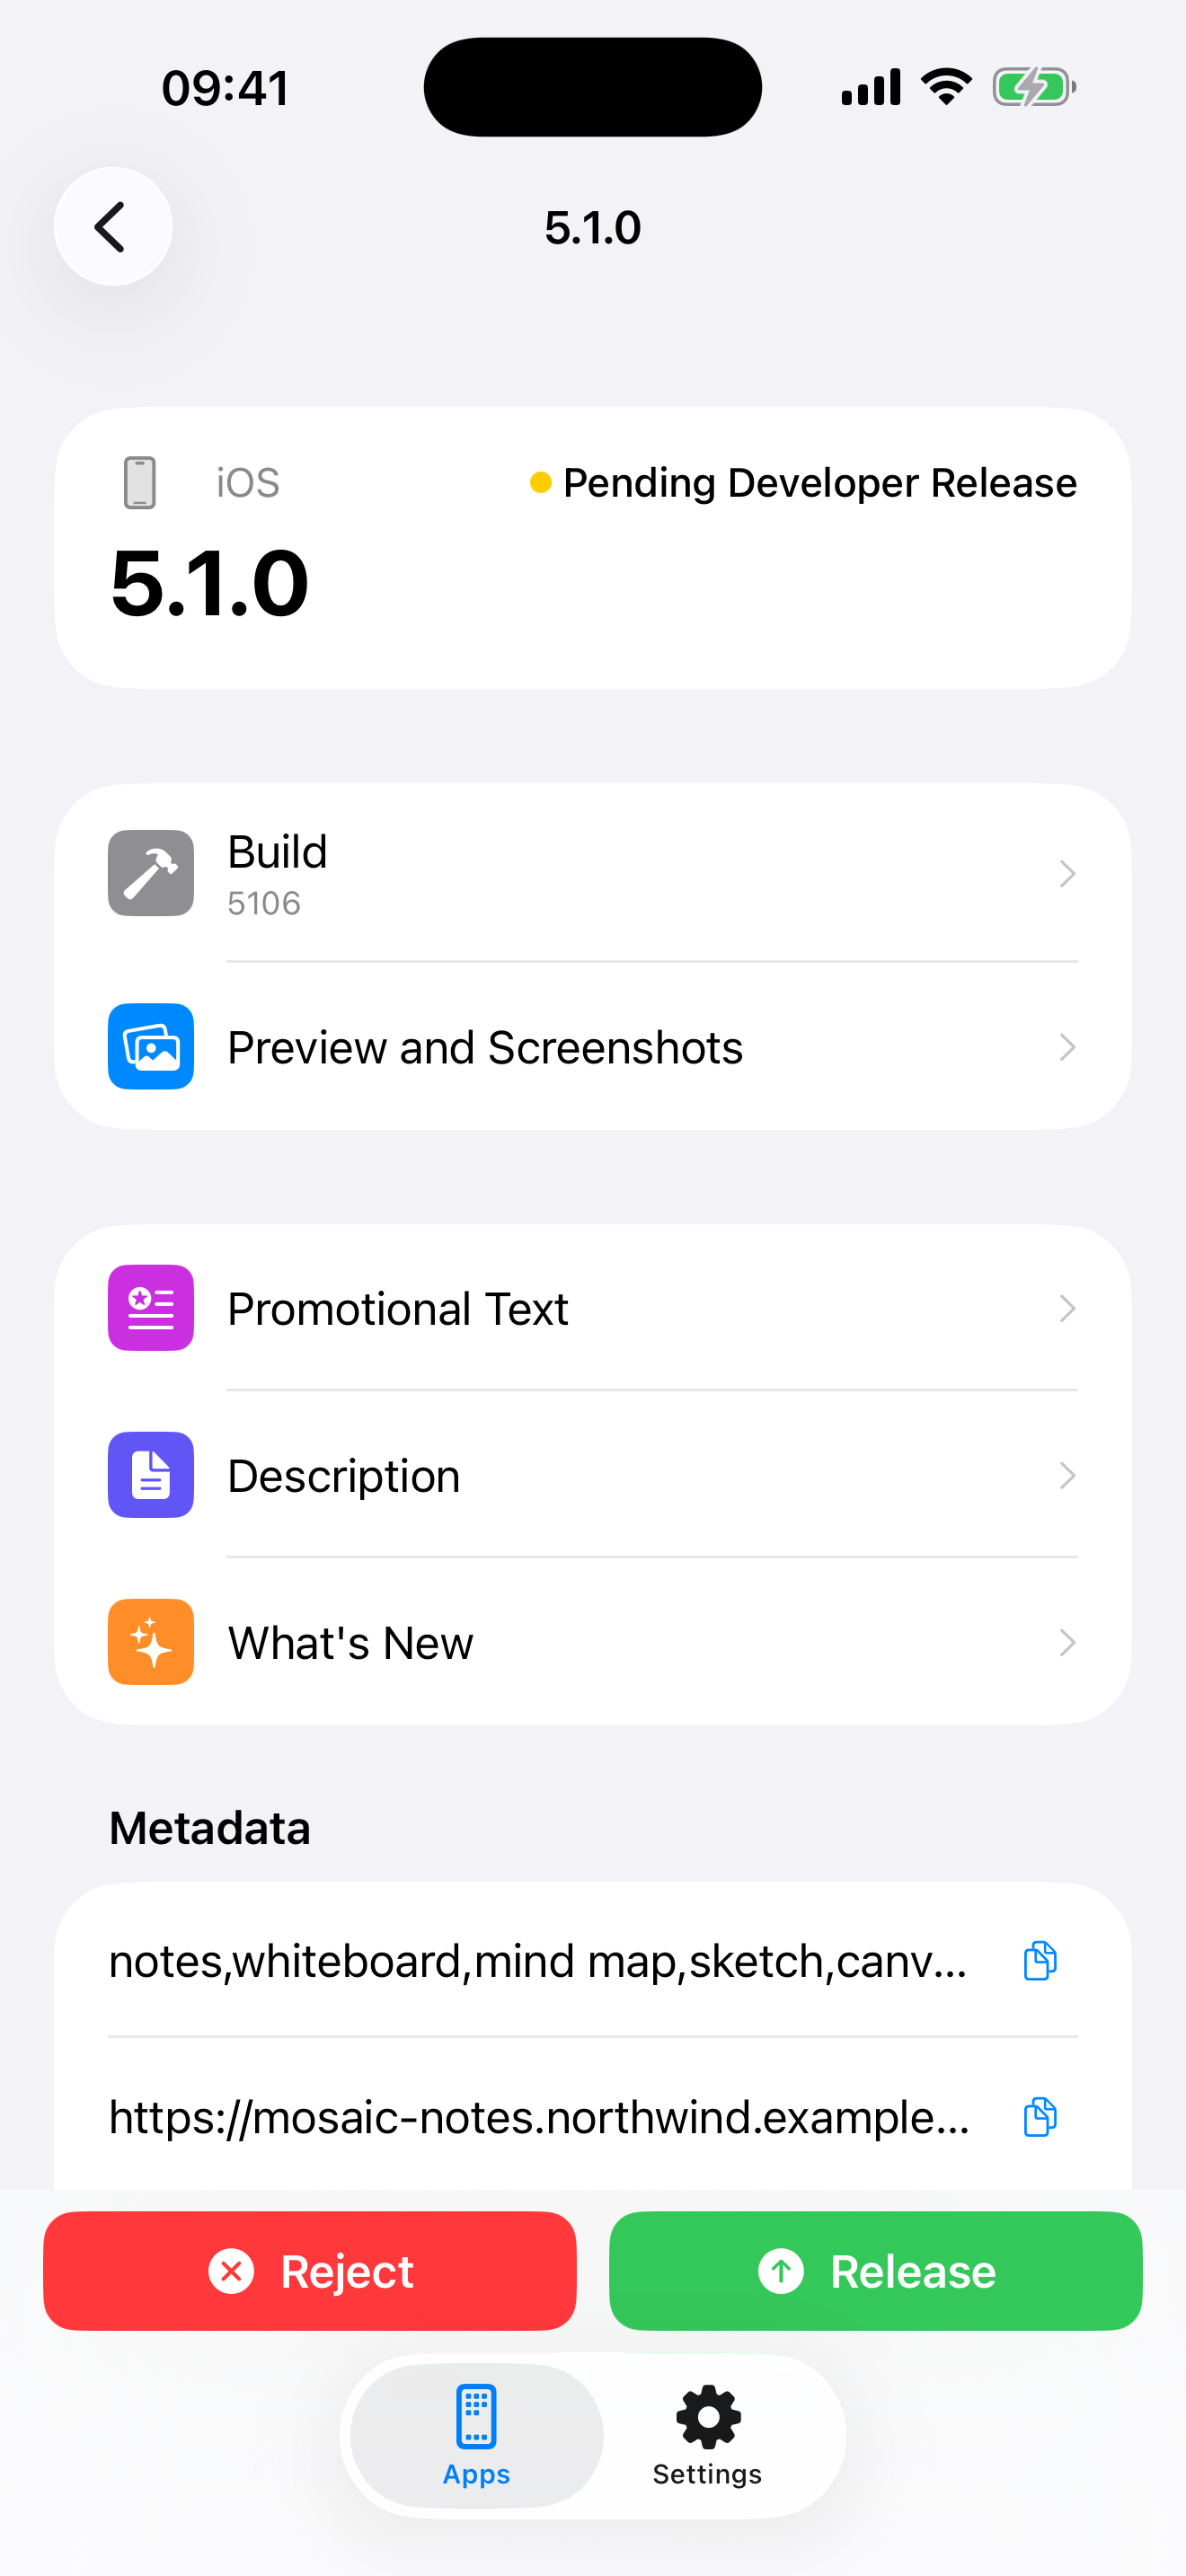 09:41
5.1.0
iOS
Pending Developer Release
5.1.0
Build
5106
Preview and Screenshots
Promotional Text
Description
What's New
Metadata
notes,whiteboard,mind map,sketch,canv...
https://mosaic-notes.northwind.example...
Reject
Release
Apps
Settings